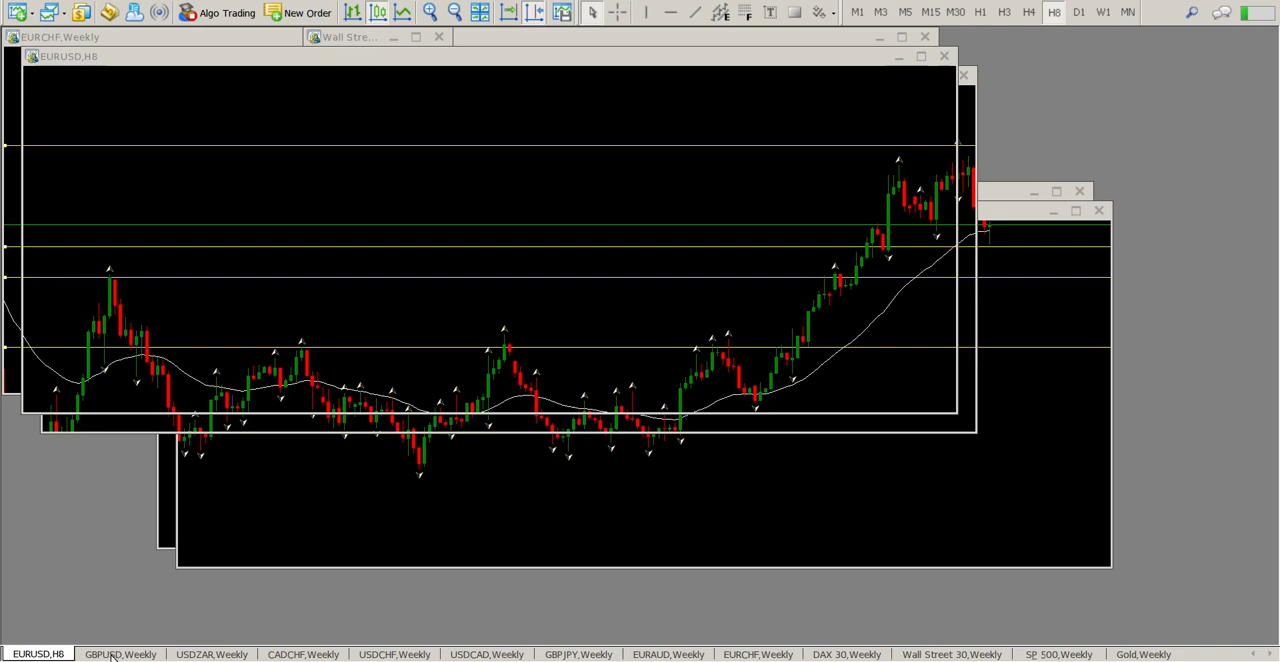 Algo Trading New Order E F T M1 M3 M5 M15 M30 H1 H3 H4 H8 D1 W1 MN
EURCHF,Weekly Wall Stre...
EURUSD,H8
EURUSD,H8 GBPUSD,Weekly USDZAR,Weekly CADCHF,Weekly USDCHF,Weekly USDCAD,Weekly GBPJPY,Weekly EURAUD,Weekly EURCHF,Weekly DAX 30,Weekly Wall Street 30,Weekly SP 500,Weekly Gold,Weekly